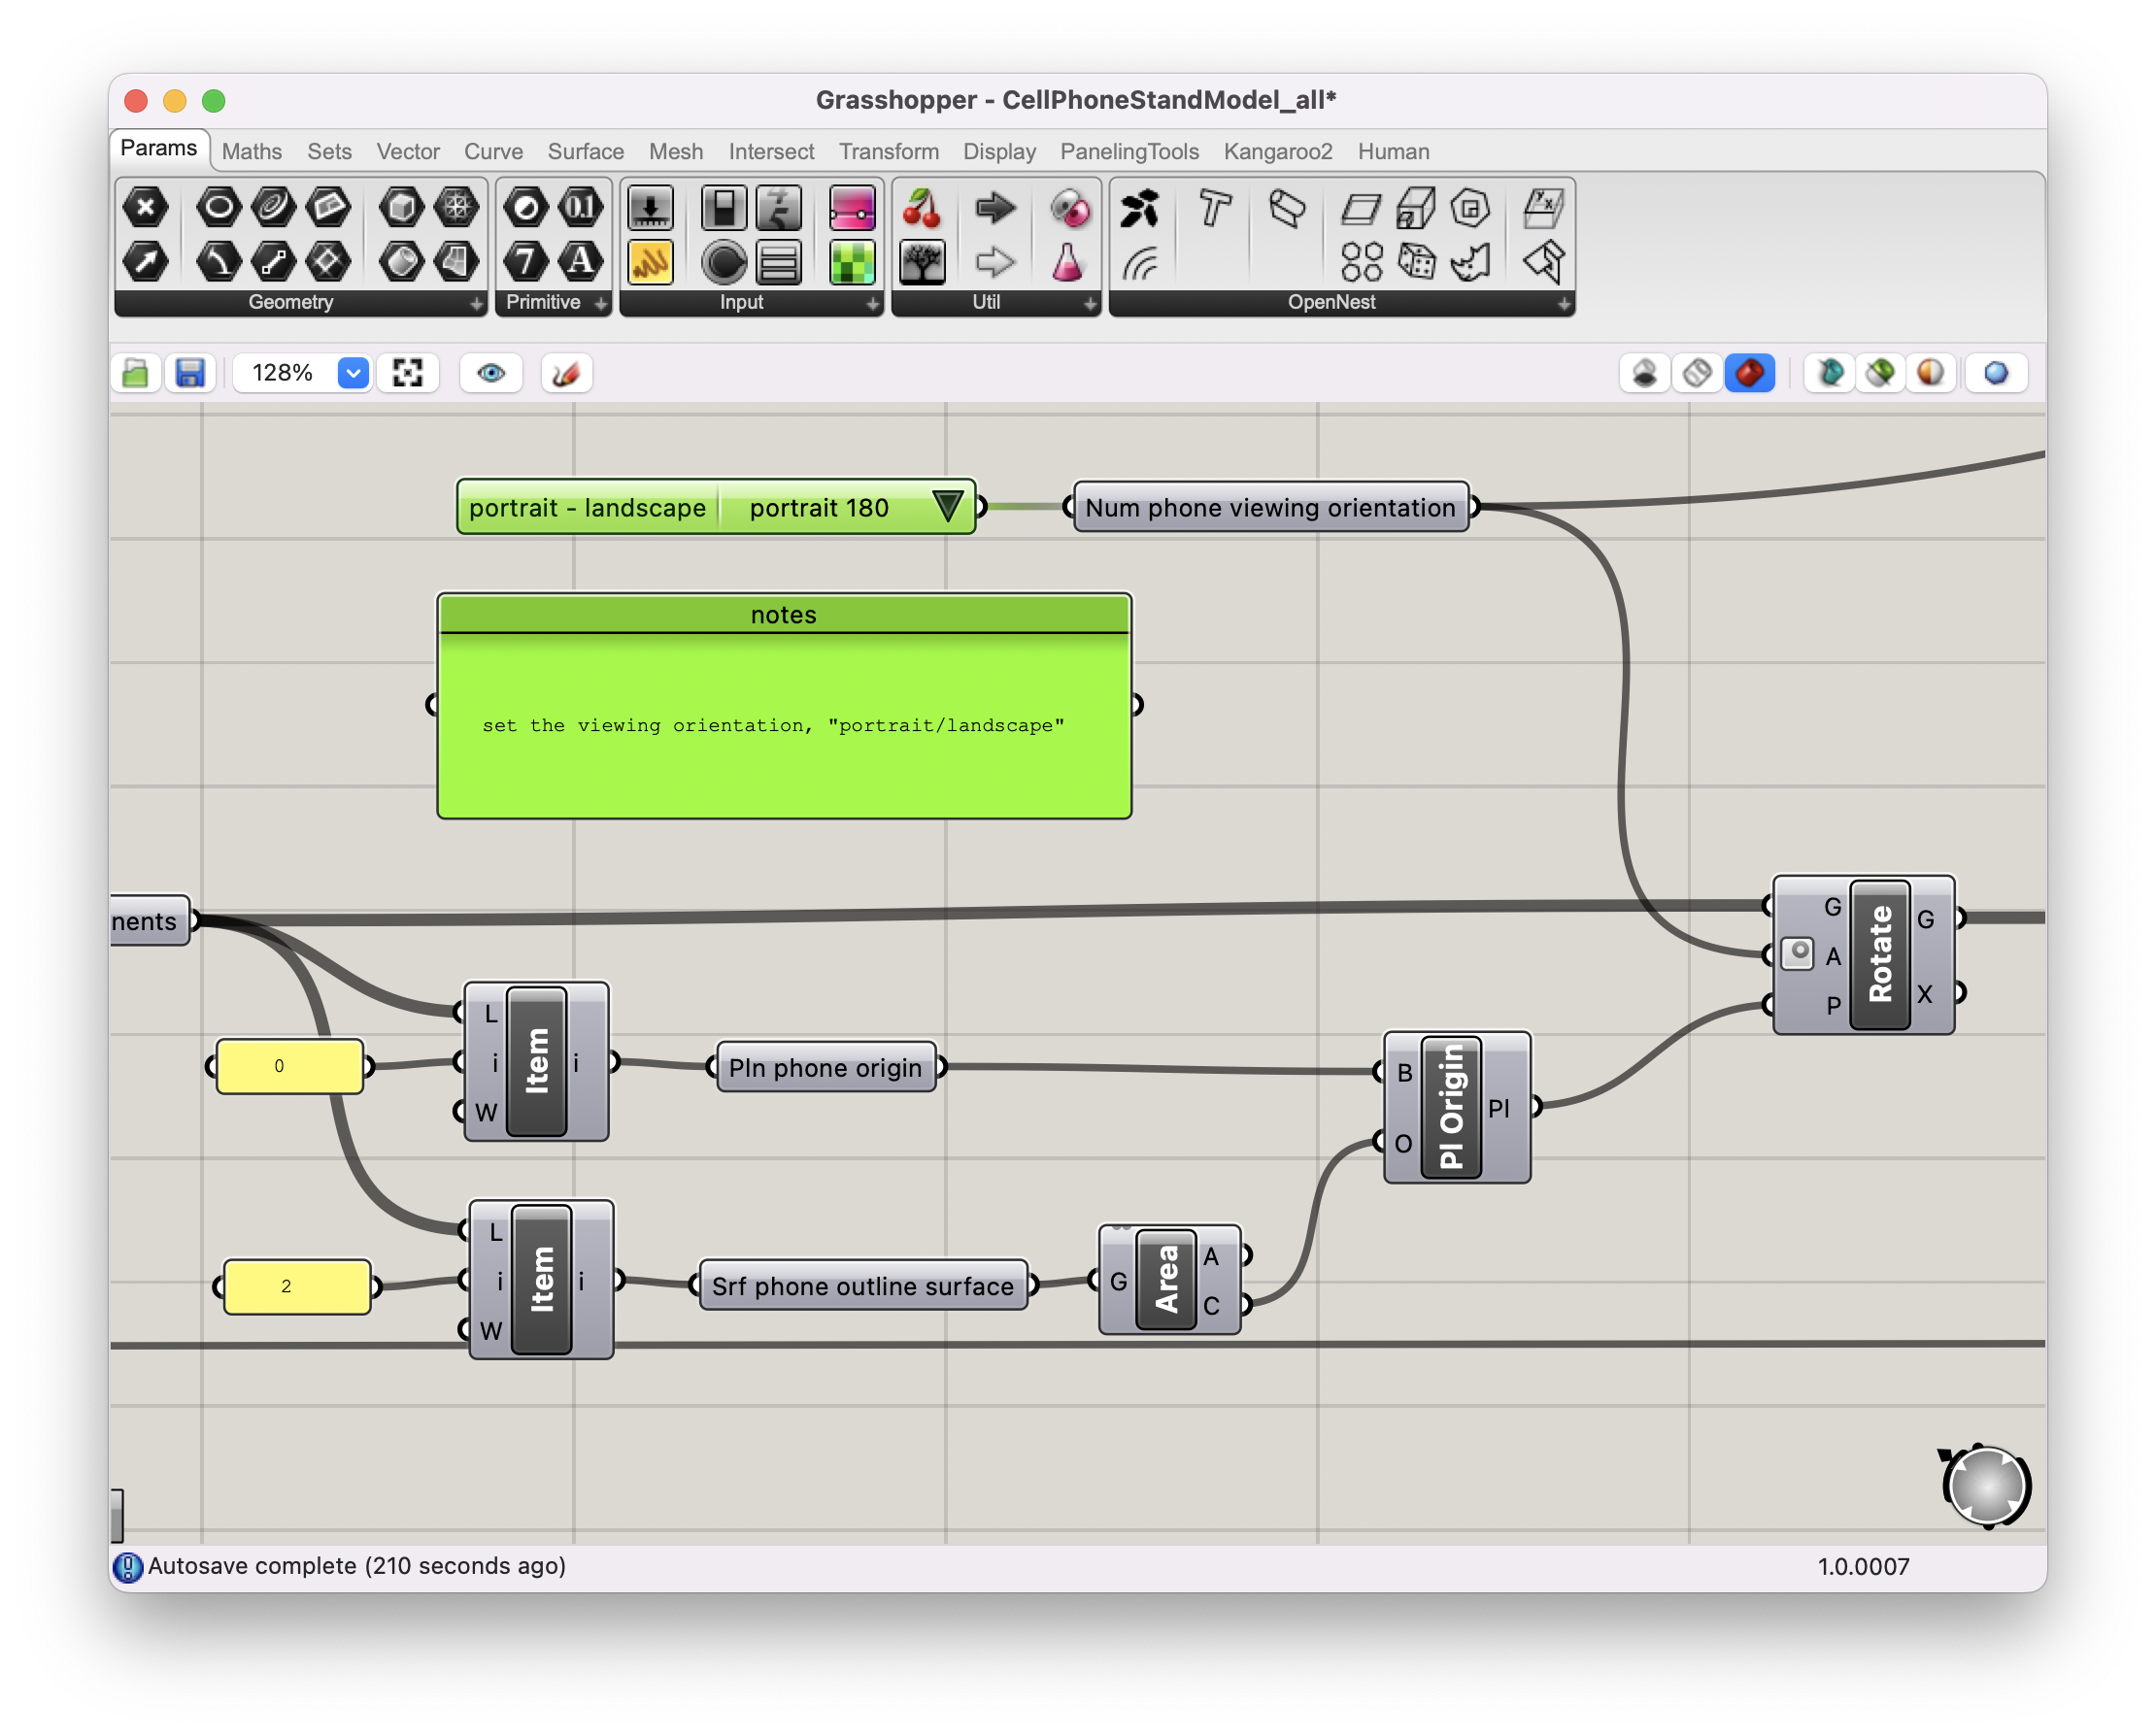 Grasshopper - CellPhoneStandModel_all*
Params Maths Sets Vector Curve Surface Mesh Intersect Transform Display PanelingTools Kangaroo2 Human
Geometry Primitive Input Util OpenNest
128%
portrait - landscape portrait 180 Num phone viewing orientation
notes
set the viewing orientation, "portrait/landscape"
nents
G A P Rotate G X
L i W Item i
0
Pln phone origin
B O Pl Origin Pl
L i W Item i
2
Srf phone outline surface
G Area A C
Autosave complete (210 seconds ago) 1.0.0007